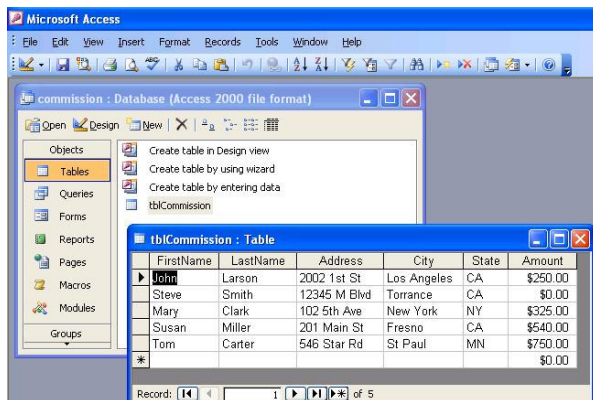 Microsoft Access
File Edit View Insert Format Records Tools Window Help
commission : Database (Access 2000 file format)
Open Design New
Objects
Tables
Queries
Forms
Reports
Pages
Macros
Modules
Groups
Create table in Design view
Create table by using wizard
Create table by entering data
tblCommission
tblCommission : Table
FirstName LastName Address City State Amount
John Larson 2002 1st St Los Angeles CA $250.00
Steve Smith 12345 M Blvd Torrance CA $0.00
Mary Clark 102 5th Ave New York NY $325.00
Susan Miller 201 Main St Fresno CA $540.00
Tom Carter 546 Star Rd St Paul MN $750.00
$0.00
Record: 1 of 5